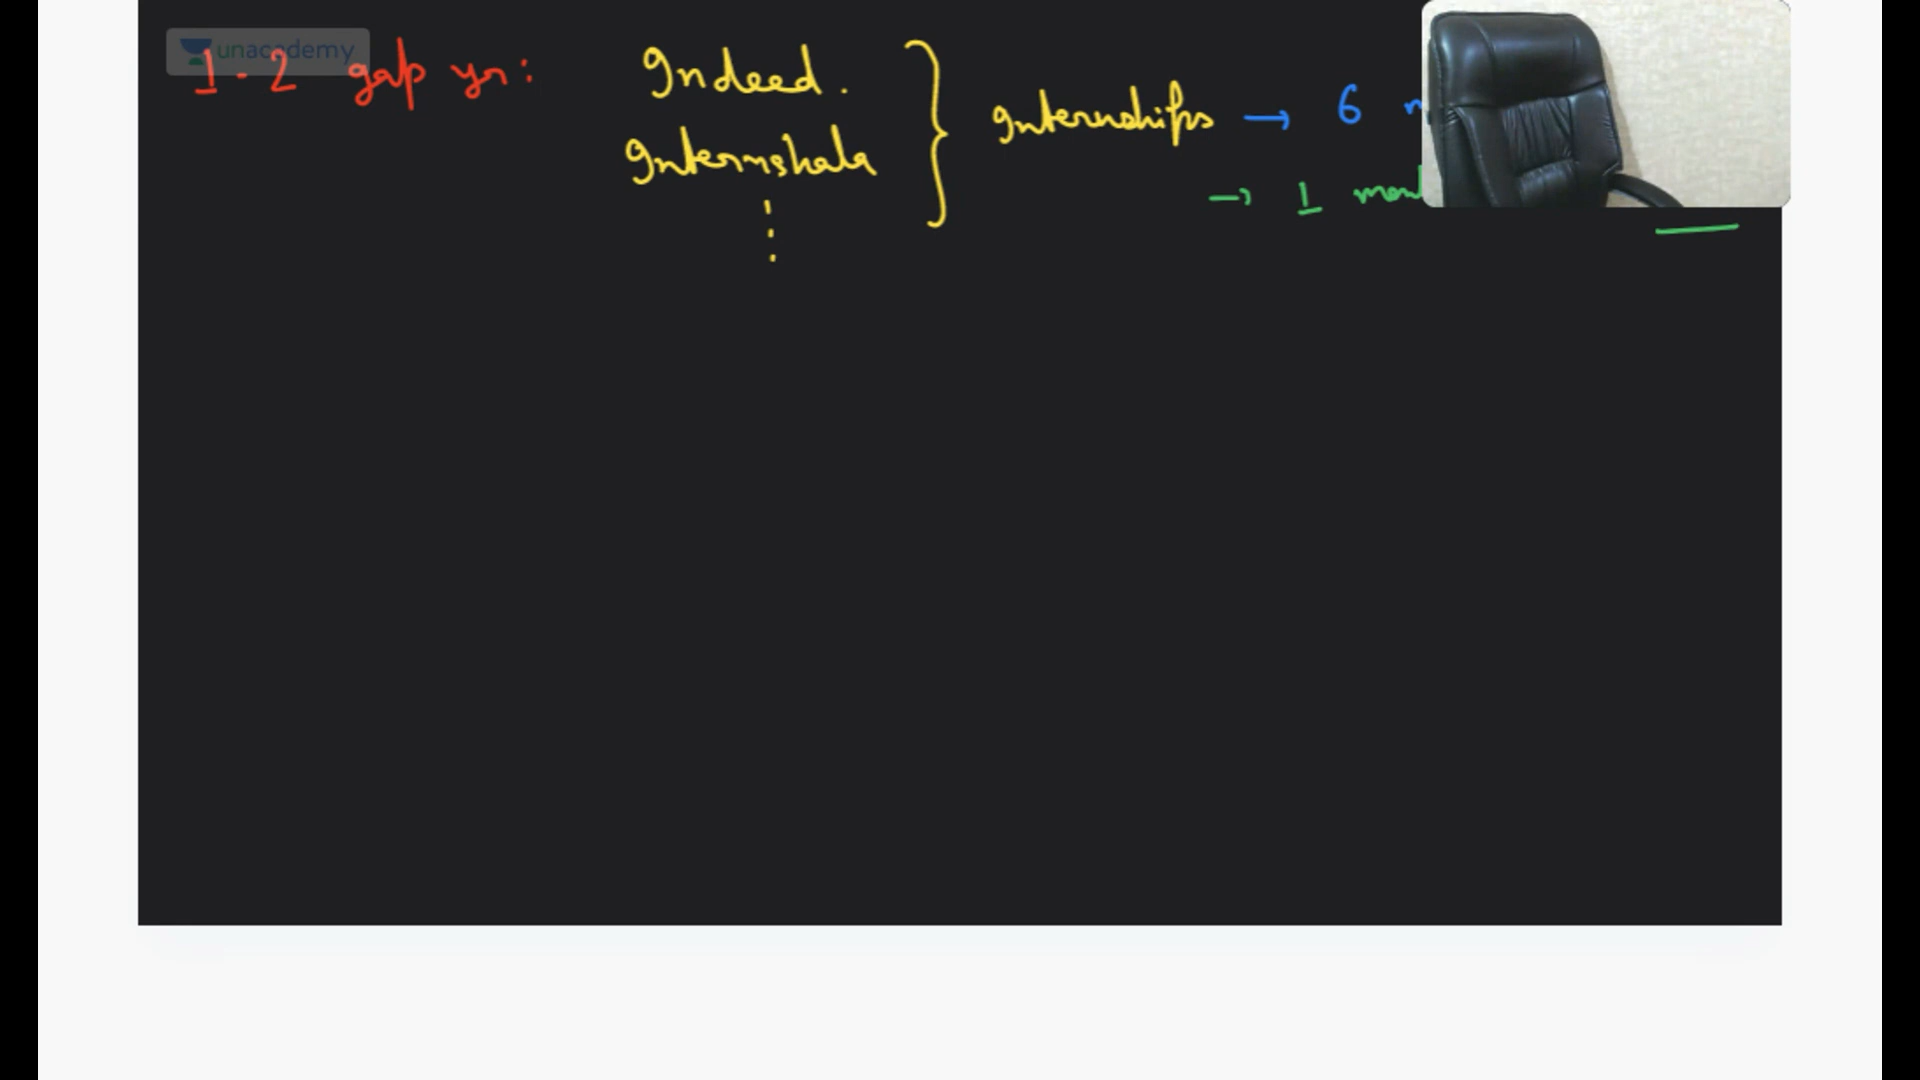 unacademy
1 - 2 gap yr : Indeed . } Internships → 6
Internshala → 1